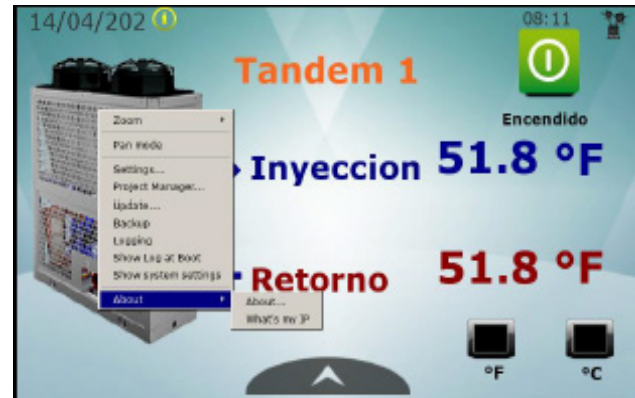 14/04/202
08:11
Tandem 1
Encendido
Zoom
Pan mode
Settings...
Project Manager...
Update...
Backup
Logging
Show Log at Boot
Show system settings
About
About...
What's my IP
Inyeccion 51.8 °F
Retorno 51.8 °F
°F
°C